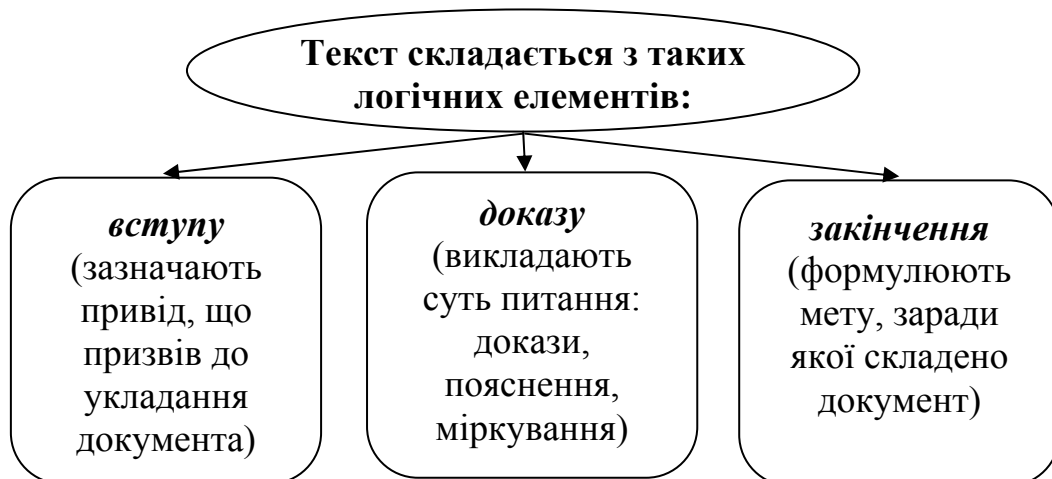 Текст складається з таких
логічних елементів:
вступу
(зазначають
привід, що
призвів до
укладання
документа)
доказу
(викладають
суть питання:
докази,
пояснення,
міркування)
закінчення
(формулюють
мету, заради
якої складено
документ)